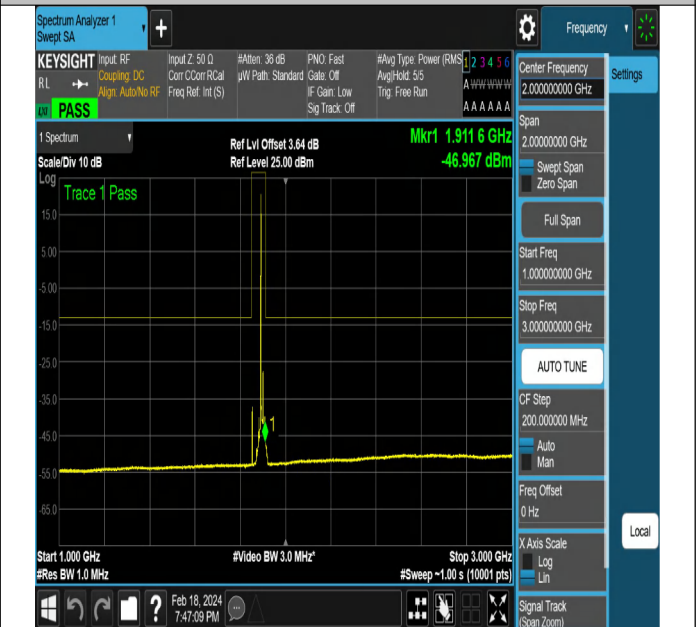 Spectrum Analyzer 1
Swept SA
+
Frequency
KEYSIGHT
RL
PASS
Input: RF
Coupling: DC
Align: Auto/No RF
Input Z: 50 Ω
Corr CCorr RCal
Freq Ref: Int (S)
#Atten: 36 dB
µW Path: Standard
PNO: Fast
Gate: Off
IF Gain: Low
Sig Track: Off
#Avg Type: Power (RMS
Avg|Hold: 5/5
Trig: Free Run
1 2 3 4 5 6
A W W W W W
A A A A A A
1 Spectrum
Scale/Div 10 dB
Ref Lvl Offset 3.64 dB
Ref Level 25.00 dBm
Mkr1 1.911 6 GHz
-46.967 dBm
Log
Trace 1 Pass
15.0
5.00
-5.00
-15.0
-25.0
-35.0
-45.0
-55.0
-65.0
1
Start 1.000 GHz
#Res BW 1.0 MHz
#Video BW 3.0 MHz*
Stop 3.000 GHz
#Sweep ~1.00 s (10001 pts)
?
Feb 18, 2024
7:47:09 PM
Center Frequency
2.000000000 GHz
Settings
Span
2.00000000 GHz
Swept Span
Zero Span
Full Span
Start Freq
1.000000000 GHz
Stop Freq
3.000000000 GHz
AUTO TUNE
CF Step
200.000000 MHz
Auto
Man
Freq Offset
0 Hz
Local
X Axis Scale
Log
Lin
Signal Track
(Span Zoom)